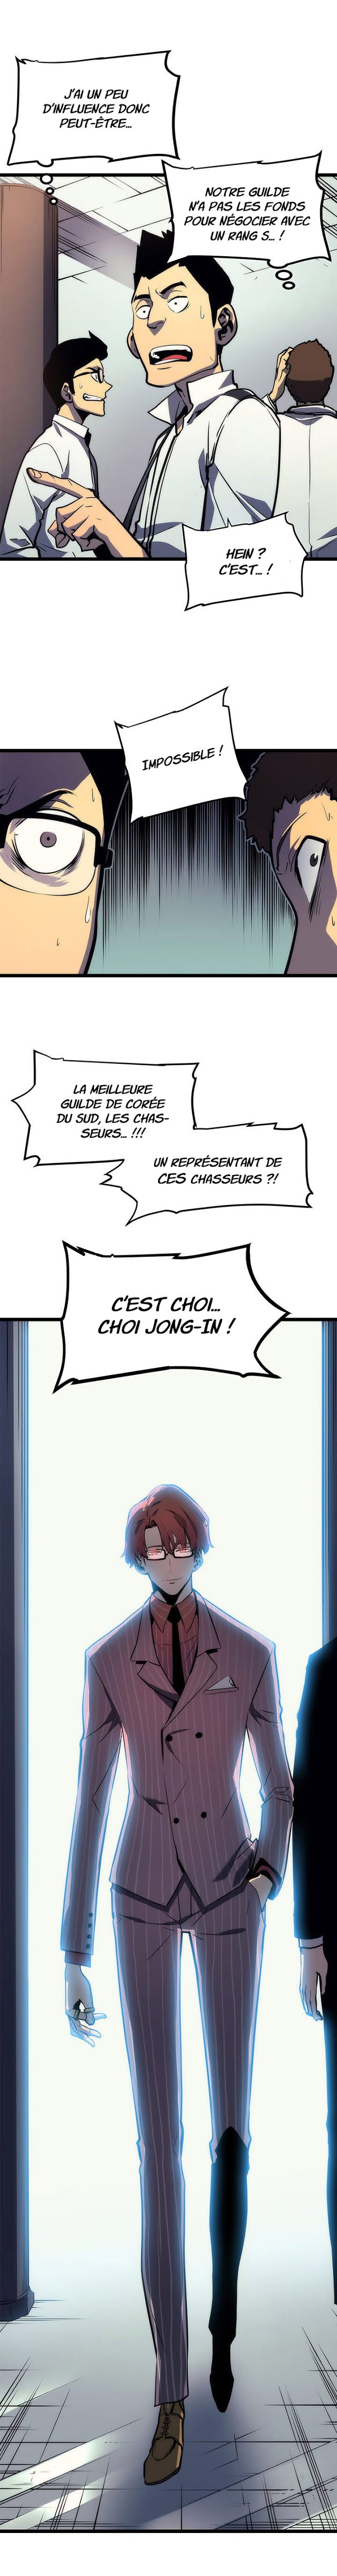 J'AI UN PEU
D'INFLUENCE DONC
PEUT-ÊTRE...
NOTRE GUILDE
N'A PAS LES FONDS
POUR NÉGOCIER AVEC
UN RANG S... !
HEIN ?
C'EST... !
IMPOSSIBLE !
LA MEILLEURE
GUILDE DE CORÉE
DU SUD, LES CHAS-
SEURS... !!!
UN REPRÉSENTANT DE
CES CHASSEURS ?!
C'EST CHOI...
CHOI JONG-IN !